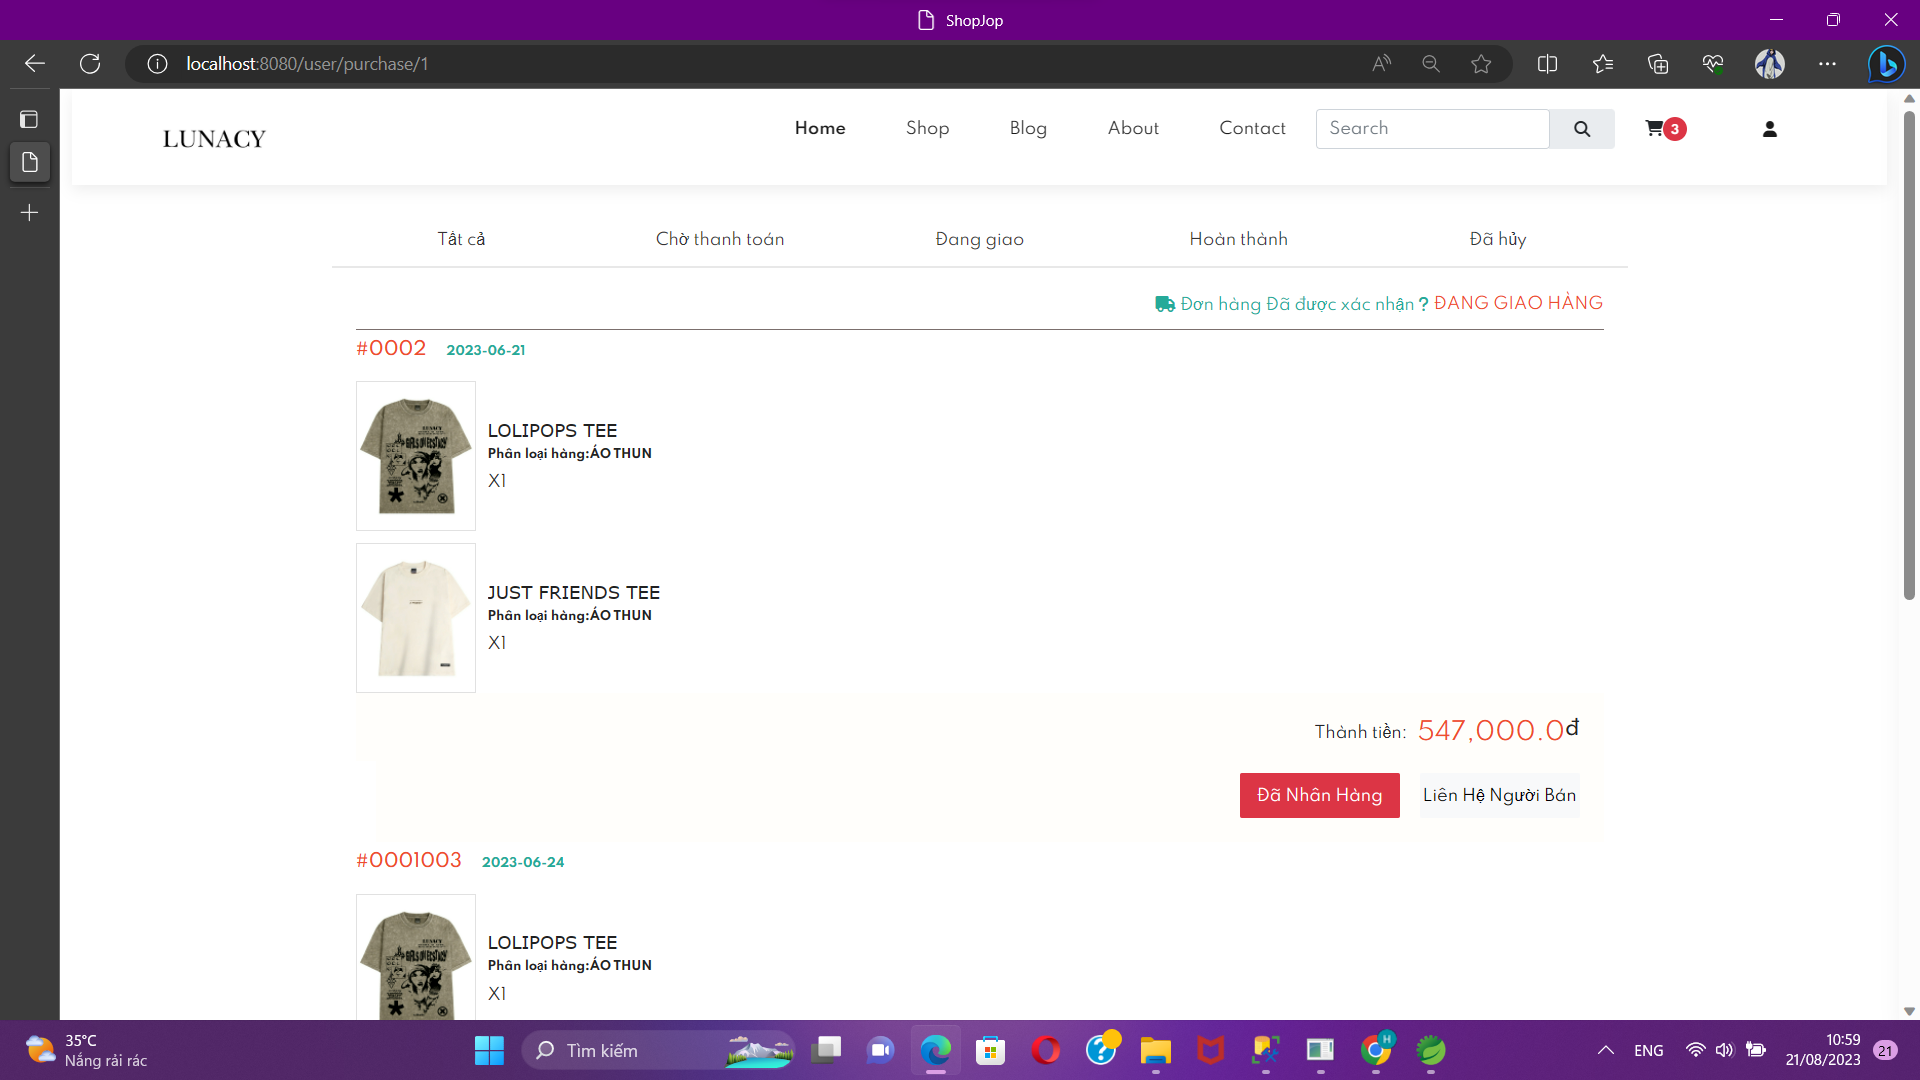 ShopJop
localhost:8080/user/purchase/1
LUNACY
Home Shop Blog About Contact Search 3
Tất cả Chờ thanh toán Đang giao Hoàn thành Đã hủy
Đơn hàng Đã được xác nhận ? ĐANG GIAO HÀNG
#0002 2023-06-21
LOLIPOPS TEE
Phân loại hàng:ÁO THUN
X1
JUST FRIENDS TEE
Phân loại hàng:ÁO THUN
X1
Thành tiền: 547,000.0đ
Đã Nhân Hàng Liên Hệ Người Bán
#0001003 2023-06-24
LOLIPOPS TEE
Phân loại hàng:ÁO THUN
X1
35°C
Nắng rải rác
Tìm kiếm
ENG
10:59
21/08/2023
21